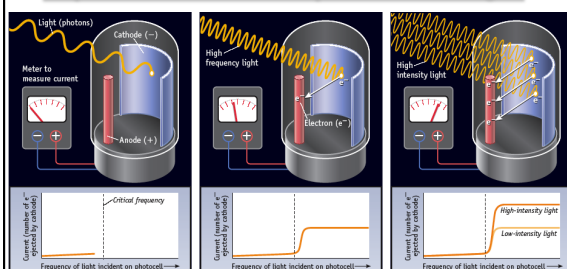 Light (photons)
Cathode (−)
Meter to
measure current
− +
Anode (+)
Current (number of e⁻
ejected by cathode)
Critical frequency
Frequency of light incident on photocell
High
frequency light
e⁻
e⁻
Electron (e⁻)
− +
Current (number of e⁻
ejected by cathode)
Frequency of light incident on photocell
High-
intensity light
e⁻
e⁻
e⁻
e⁻
e⁻
e⁻
− +
Current (number of e⁻
ejected by cathode)
High-intensity light
Low-intensity light
Frequency of light incident on photocell